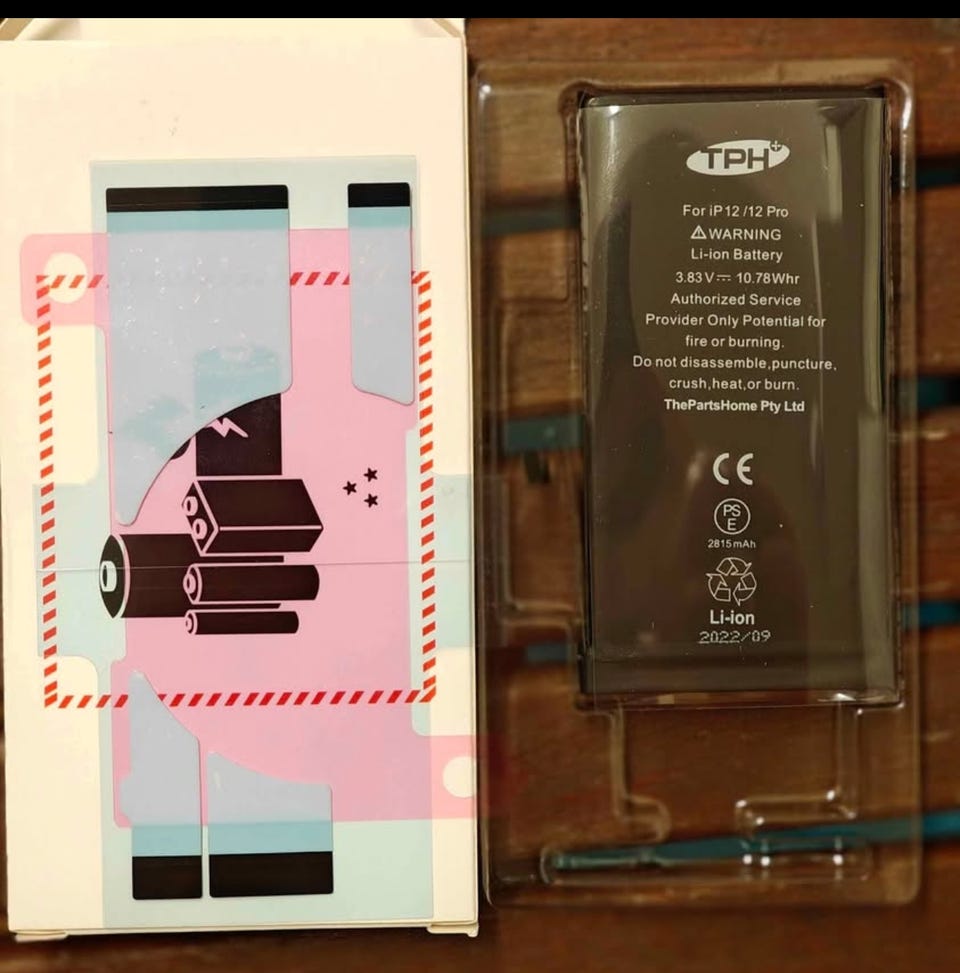 TPH+
For iP12 /12 Pro
⚠WARNING
Li-ion Battery
3.83 V⎓ 10.78Whr
Authorized Service
Provider Only Potential for
fire or burning.
Do not disassemble,puncture,
crush,heat,or burn.
ThePartsHome Pty Ltd
CE
PS
E
2815mAh
Li-ion
2022/09